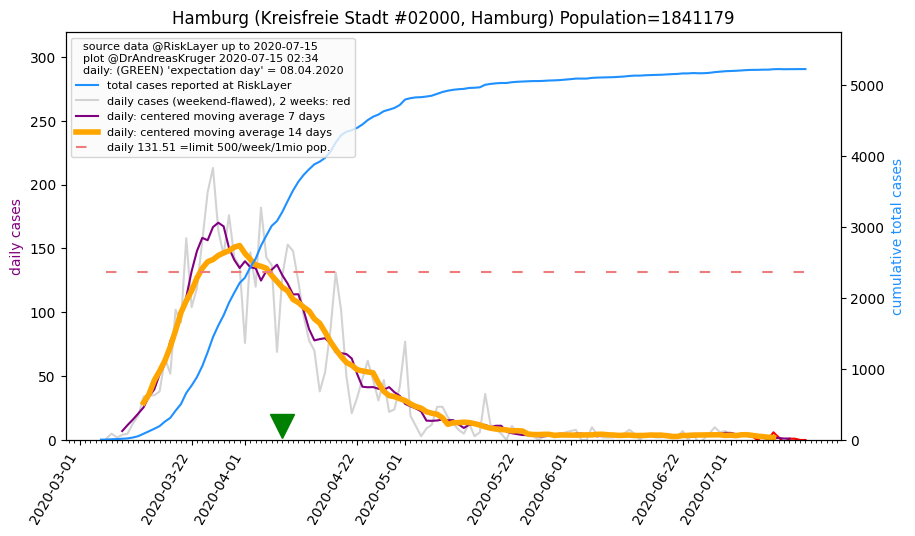 Hamburg (Kreisfreie Stadt #02000, Hamburg) Population=1841179
source data @RiskLayer up to 2020-07-15
plot @DrAndreasKruger 2020-07-15 02:34
daily: (GREEN) 'expectation day' = 08.04.2020
total cases reported at RiskLayer
daily cases (weekend-flawed), 2 weeks: red
daily: centered moving average 7 days
daily: centered moving average 14 days
daily 131.51 =limit 500/week/1mio pop.
daily cases
300
250
200
150
100
50
0
cumulative total cases
5000
4000
3000
2000
1000
0
2020-03-01
2020-03-22
2020-04-01
2020-04-22
2020-05-01
2020-05-22
2020-06-01
2020-06-22
2020-07-01